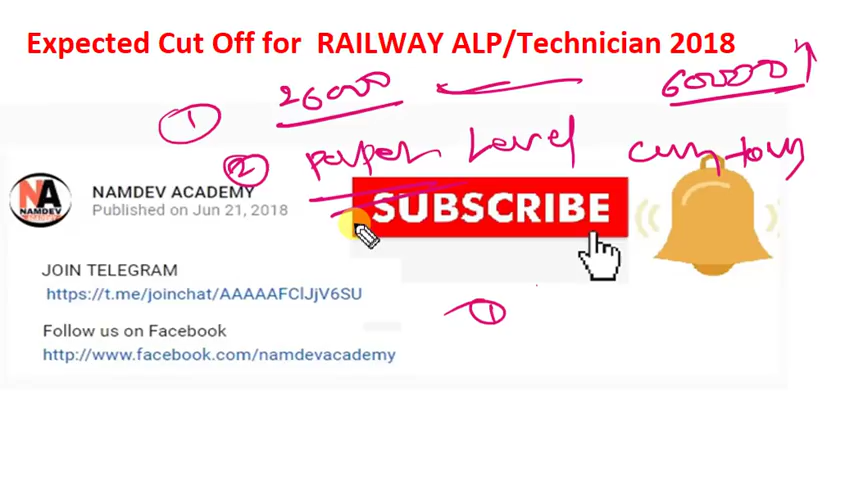 Expected Cut Off for RAILWAY ALP/Technician 2018
26000 60000↑
①
② paper Level
NA
NAMDEV
NAMDEV ACADEMY
Published on Jun 21, 2018
SUBSCRIBE
JOIN TELEGRAM
https://t.me/joinchat/AAAAAFClJjV6SU
①
Follow us on Facebook
http://www.facebook.com/namdevacademy